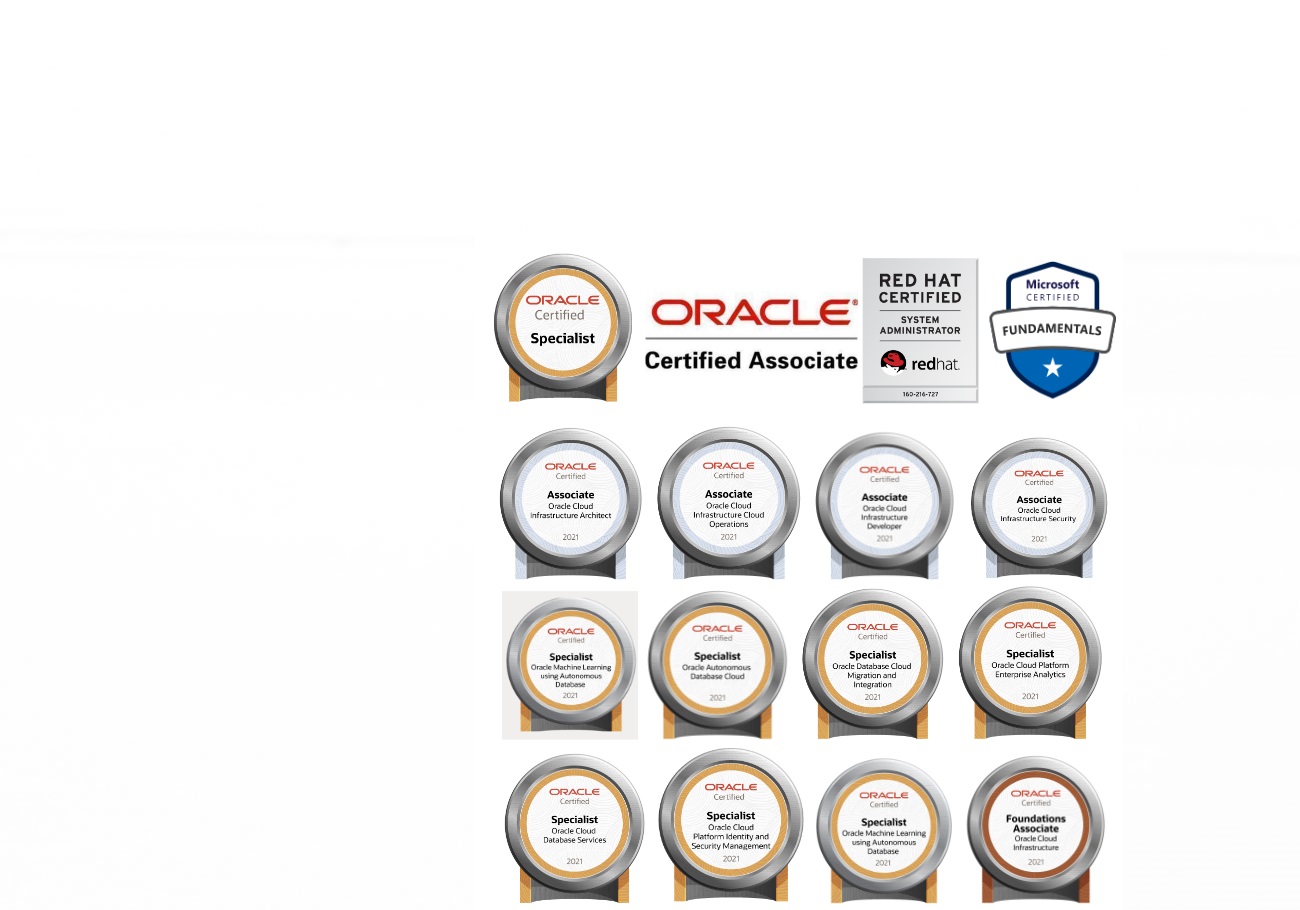 ORACLE
Certified
Specialist
ORACLE®
Certified Associate
RED HAT
CERTIFIED
SYSTEM
ADMINISTRATOR
redhat.
160-216-727
Microsoft
CERTIFIED
FUNDAMENTALS
ORACLE
Certified
Associate
Oracle Cloud
Infrastructure Architect
2021
ORACLE
Certified
Associate
Oracle Cloud
Infrastructure Cloud
Operations
2021
ORACLE
Certified
Associate
Oracle Cloud
Infrastructure
Developer
2021
ORACLE
Certified
Associate
Oracle Cloud
Infrastructure Security
2021
ORACLE
Certified
Specialist
Oracle Machine Learning
using Autonomous
Database
2021
ORACLE
Certified
Specialist
Oracle Autonomous
Database Cloud
2021
ORACLE
Certified
Specialist
Oracle Database Cloud
Migration and
Integration
2021
ORACLE
Certified
Specialist
Oracle Cloud Platform
Enterprise Analytics
2021
ORACLE
Certified
Specialist
Oracle Cloud
Database Services
2021
ORACLE
Certified
Specialist
Oracle Cloud
Platform Identity and
Security Management
2021
ORACLE
Certified
Specialist
Oracle Machine Learning
using Autonomous
Database
2021
ORACLE
Certified
Foundations
Associate
Oracle Cloud
Infrastructure
2021